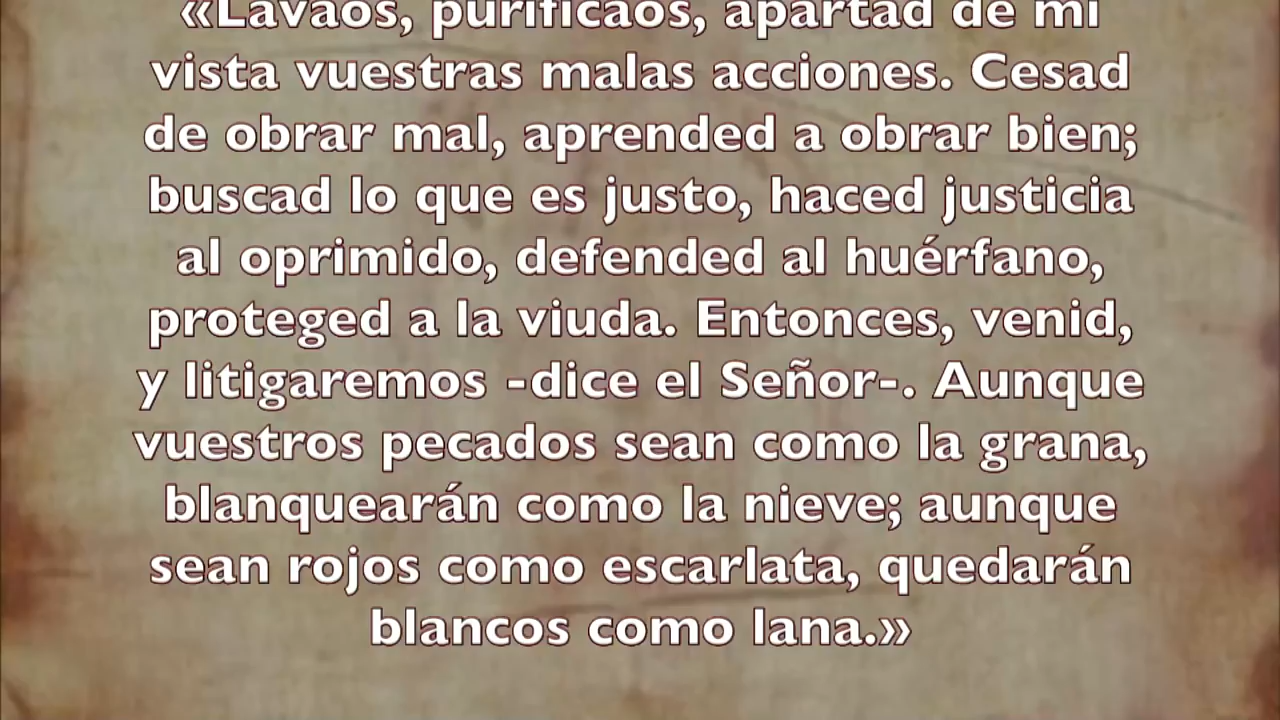 «Lavaos, purificaos, apartad de mi
vista vuestras malas acciones. Cesad
de obrar mal, aprended a obrar bien;
buscad lo que es justo, haced justicia
al oprimido, defended al huérfano,
proteged a la viuda. Entonces, venid,
y litigaremos -dice el Señor-. Aunque
vuestros pecados sean como la grana,
blanquearán como la nieve; aunque
sean rojos como escarlata, quedarán
blancos como lana.»